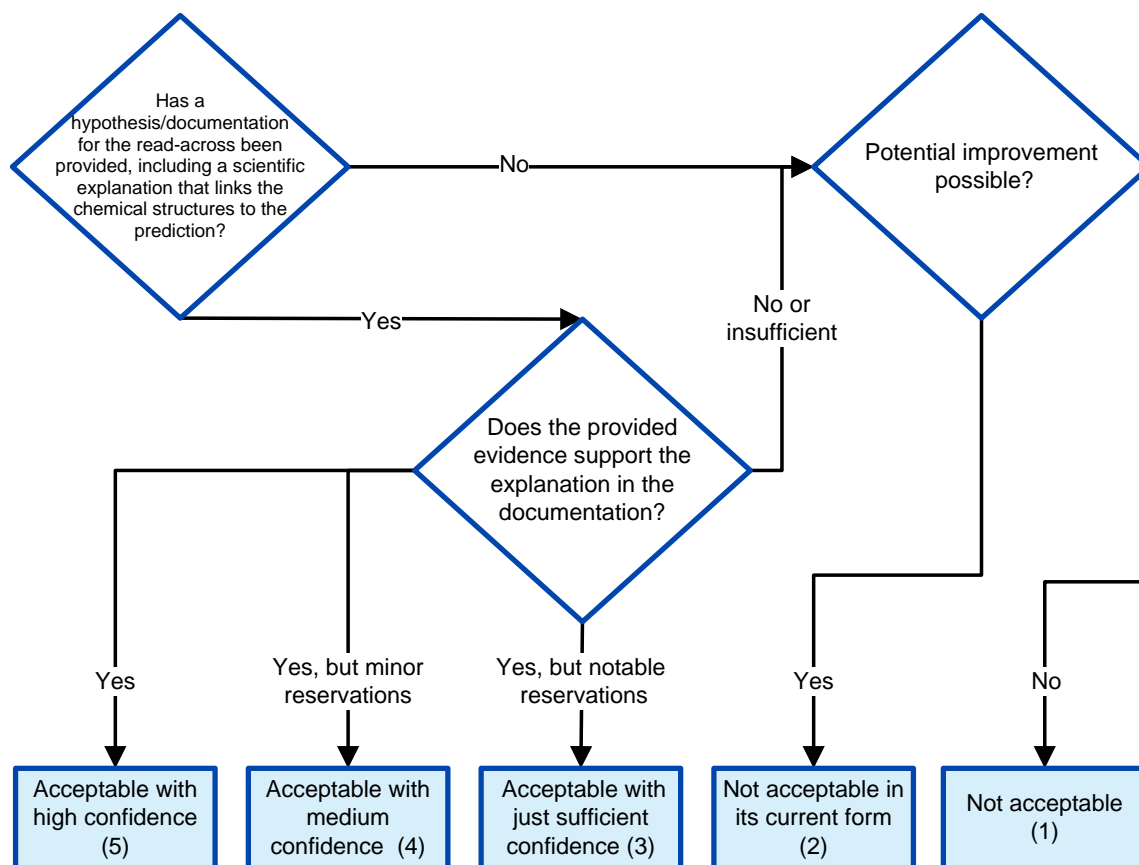 Has a
hypothesis/documentation
for the read-across been
provided, including a scientific
explanation that links the
chemical structures to the
prediction?
No
Potential improvement
possible?
Yes
No or
insufficient
Does the provided
evidence support the
explanation in the
documentation?
Yes
Yes, but minor
reservations
Yes, but notable
reservations
Yes
No
Acceptable with
high confidence
(5)
Acceptable with
medium
confidence (4)
Acceptable with
just sufficient
confidence (3)
Not acceptable in
its current form
(2)
Not acceptable
(1)